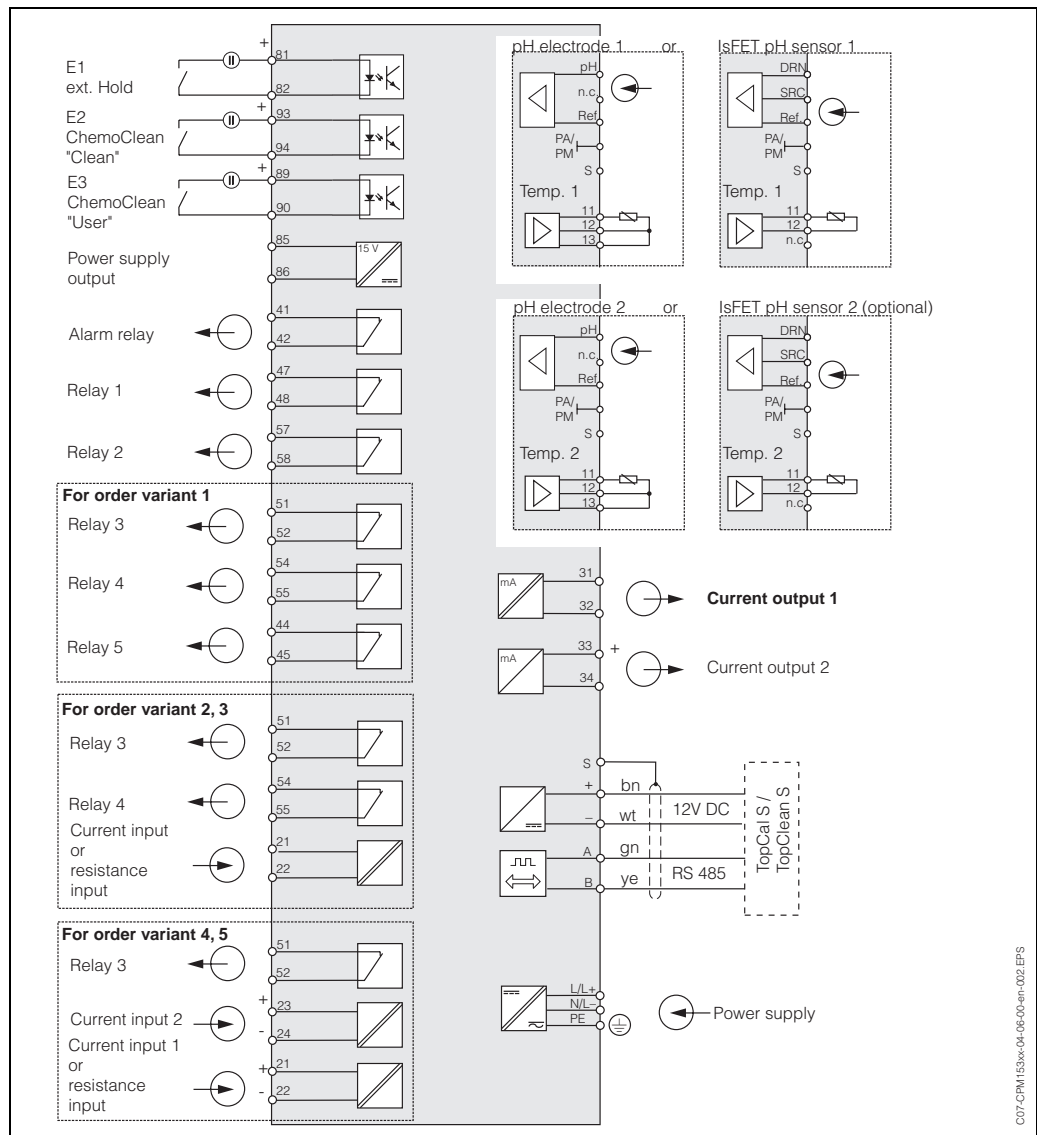 E1
ext. Hold
+
81
82
E2
ChemoClean
"Clean"
+
93
94
E3
ChemoClean
"User"
+
89
90
Power supply
output
85
86
15 V
Alarm relay
41
42
Relay 1
47
48
Relay 2
57
58
For order variant 1
Relay 3
51
52
Relay 4
54
55
Relay 5
44
45
For order variant 2, 3
Relay 3
51
52
Relay 4
54
55
Current input
or
resistance
input
21
22
For order variant 4, 5
Relay 3
51
52
Current input 2
+
23
-
24
Current input 1
or
resistance
input
+
21
-
22
pH electrode 1 or
pH
n.c.
Ref
PA/
PM
S
Temp. 1
11
12
13
IsFET pH sensor 1
DRN
SRC
Ref.
PA/
PM
S
Temp. 1
11
12
n.c
pH electrode 2 or
pH
n.c.
Ref
PA/
PM
S
Temp. 2
11
12
13
IsFET pH sensor 2 (optional)
DRN
SRC
Ref.
PA/
PM
S
Temp. 2
11
12
n.c
mA
31
32
Current output 1
mA
33
+
34
Current output 2
S
+ bn
12V DC
– wt
A gn
RS 485
B ye
TopCal S /
TopClean S
L/L+
N/L–
PE
Power supply
C07-CPM153xx-04-06-00-en-002.EPS